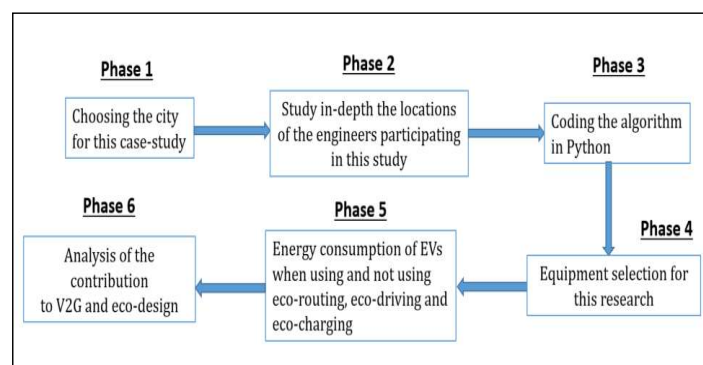 Phase 1
Choosing the city
for this case-study
Phase 2
Study in-depth the locations
of the engineers participating
in this study
Phase 3
Coding the algorithm
in Python
Phase 4
Equipment selection for
this research
Phase 5
Energy consumption of EVs
when using and not using
eco-routing, eco-driving and
eco-charging
Phase 6
Analysis of the
contribution
to V2G and eco-design